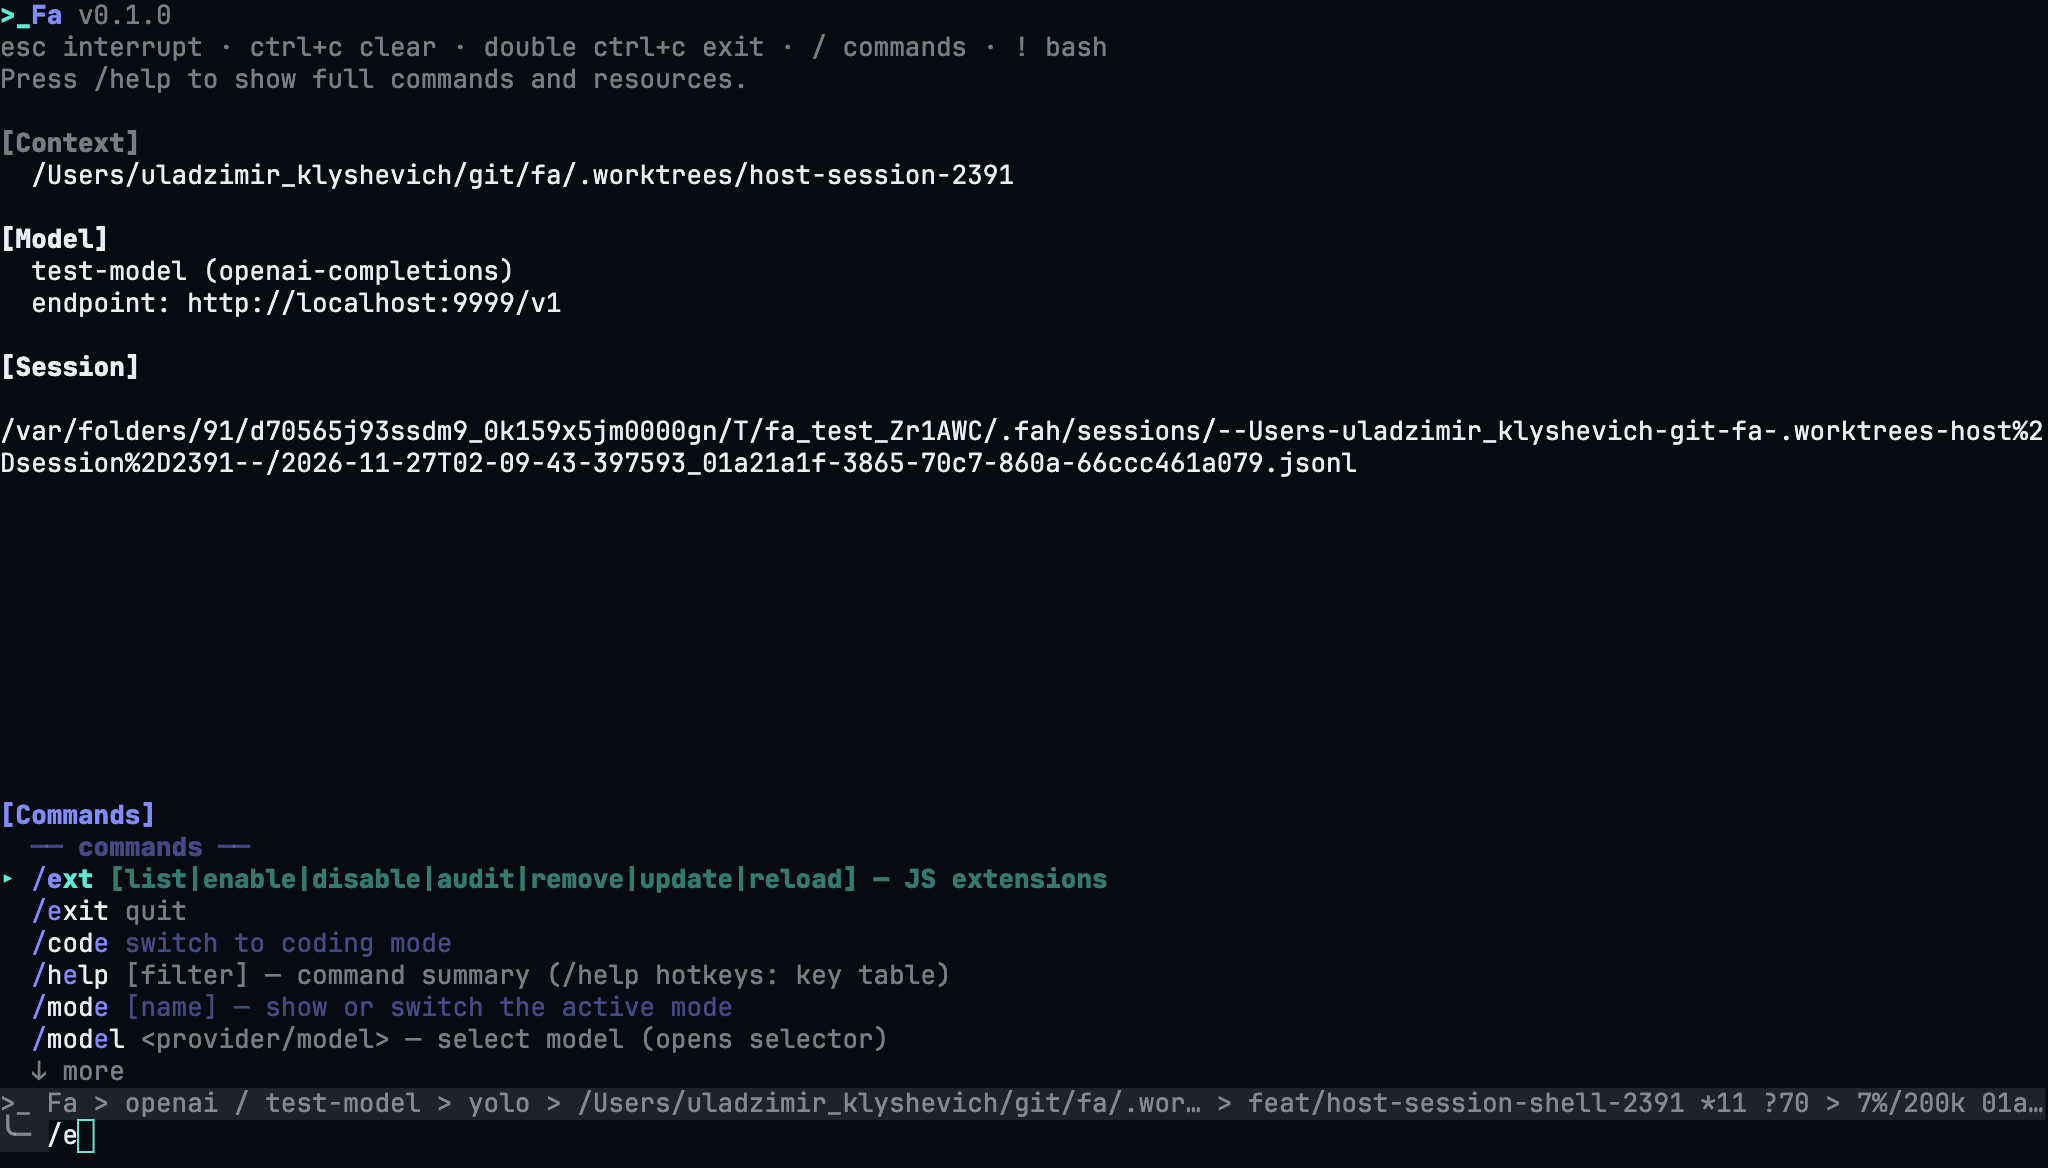 >_Fa v0.1.0
esc interrupt · ctrl+c clear · double ctrl+c exit · / commands · ! bash
Press /help to show full commands and resources.
[Context]
/Users/uladzimir_klyshevich/git/fa/.worktrees/host-session-2391
[Model]
test-model (openai-completions)
endpoint: http://localhost:9999/v1
[Session]
/var/folders/91/d70565j93ssdm9_0k159x5jm0000gn/T/fa_test_Zr1AWC/.fah/sessions/--Users-uladzimir_klyshevich-git-fa-.worktrees-host%2
Dsession%2D2391--/2026-11-27T02-09-43-397593_01a21a1f-3865-70c7-860a-66ccc461a079.jsonl
[Commands]
── commands ──
▸ /ext [list|enable|disable|audit|remove|update|reload] — JS extensions
/exit quit
/code switch to coding mode
/help [filter] — command summary (/help hotkeys: key table)
/mode [name] — show or switch the active mode
/model <provider/model> — select model (opens selector)
↓ more
>_ Fa > openai / test-model > yolo > /Users/uladzimir_klyshevich/git/fa/.wor… > feat/host-session-shell-2391 *11 ?70 > 7%/200k 01a…
╰─ /e